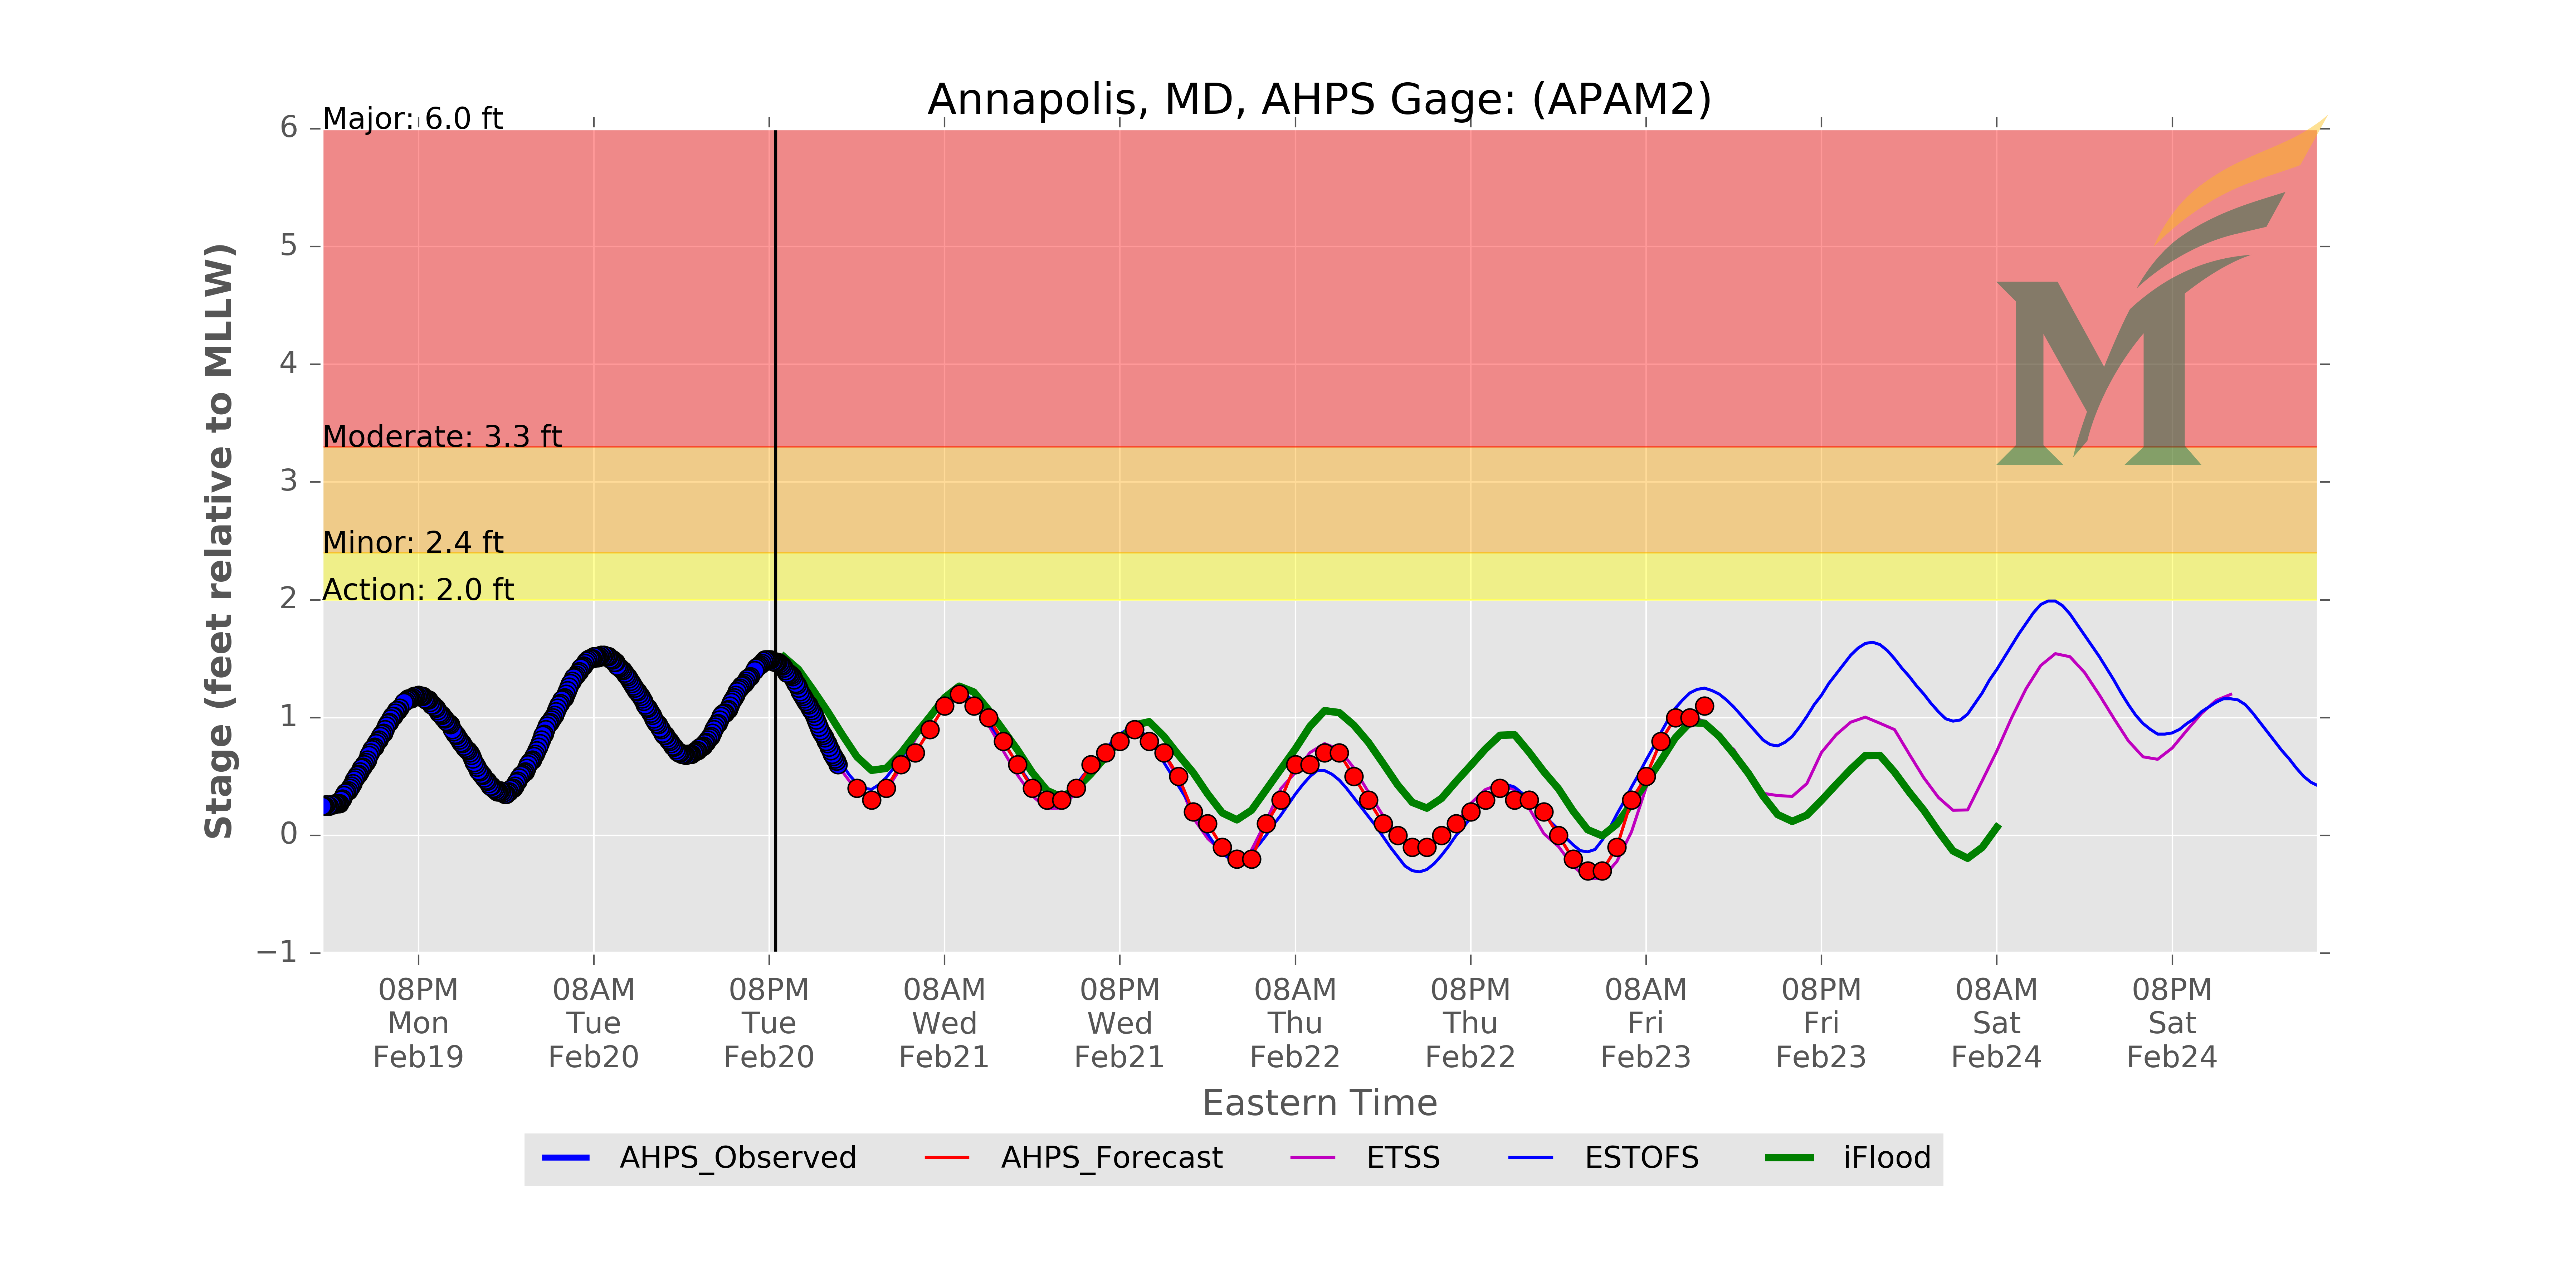 Annapolis, MD, AHPS Gage: (APAM2)
Major: 6.0 ft
Moderate: 3.3 ft
Minor: 2.4 ft
Action: 2.0 ft
6
5
4
3
2
1
0
−1
Stage (feet relative to MLLW)
08PM 08AM 08PM 08AM 08PM 08AM 08PM 08AM 08PM 08AM 08PM
Mon Tue Tue Wed Wed Thu Thu Fri Fri Sat Sat
Feb19 Feb20 Feb20 Feb21 Feb21 Feb22 Feb22 Feb23 Feb23 Feb24 Feb24
Eastern Time
AHPS_Observed AHPS_Forecast ETSS ESTOFS iFlood
M